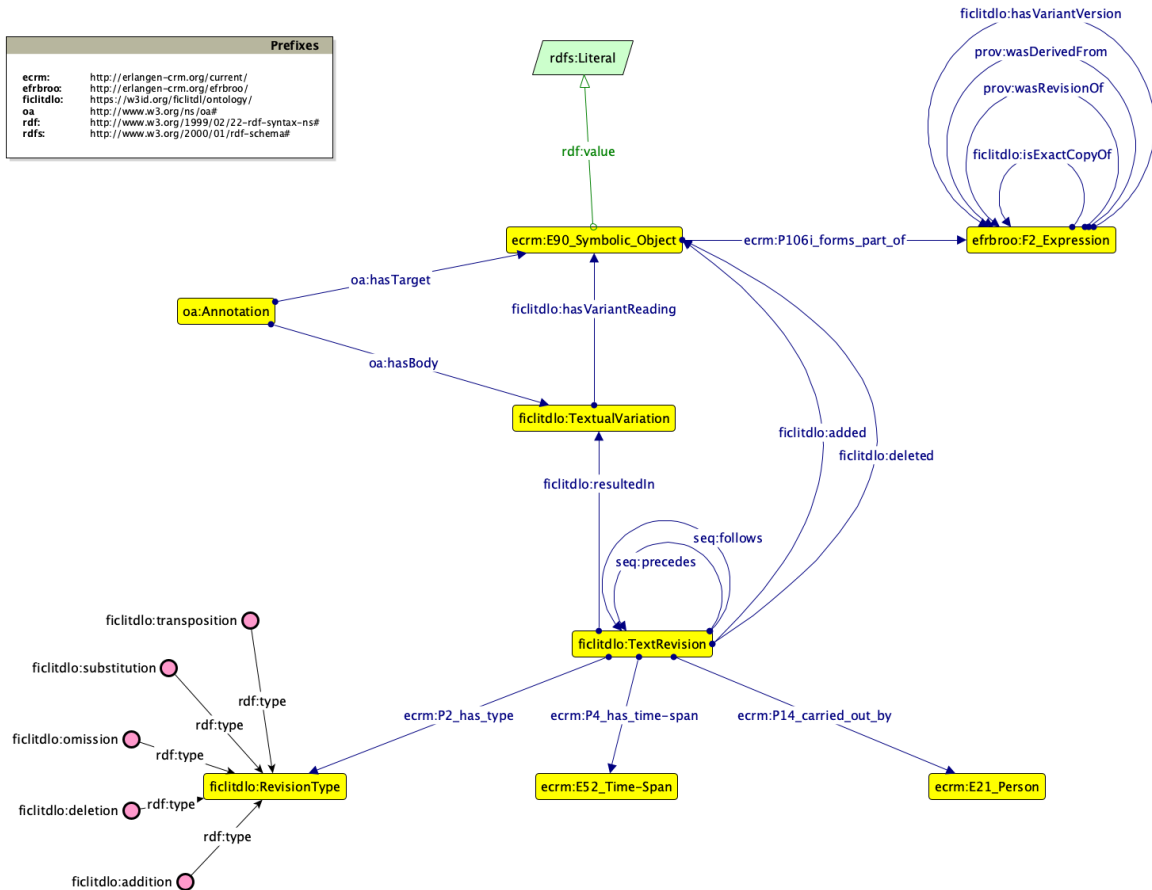 Prefixes
ecrm: http://erlangen-crm.org/current/
efrbroo: http://erlangen-crm.org/efrbroo/
ficlitdlo: https://w3id.org/ficlitdl/ontology/
oa http://www.w3.org/ns/oa#
rdf: http://www.w3.org/1999/02/22-rdf-syntax-ns#
rdfs: http://www.w3.org/2000/01/rdf-schema#
ficlitdlo:hasVariantVersion
prov:wasDerivedFrom
prov:wasRevisionOf
ficlitdlo:isExactCopyOf
rdfs:Literal
rdf:value
ecrm:E90_Symbolic_Object
ecrm:P106i_forms_part_of
efrbroo:F2_Expression
oa:hasTarget
oa:Annotation
ficlitdlo:hasVariantReading
oa:hasBody
ficlitdlo:TextualVariation
ficlitdlo:added
ficlitdlo:deleted
ficlitdlo:resultedIn
seq:follows
seq:precedes
ficlitdlo:TextRevision
ficlitdlo:transposition
ficlitdlo:substitution
rdf:type
rdf:type
ecrm:P2_has_type
ecrm:P4_has_time-span
ecrm:P14_carried_out_by
ficlitdlo:omission
rdf:type
ficlitdlo:RevisionType
ecrm:E52_Time-Span
ecrm:E21_Person
ficlitdlo:deletion
rdf:type
rdf:type
ficlitdlo:addition